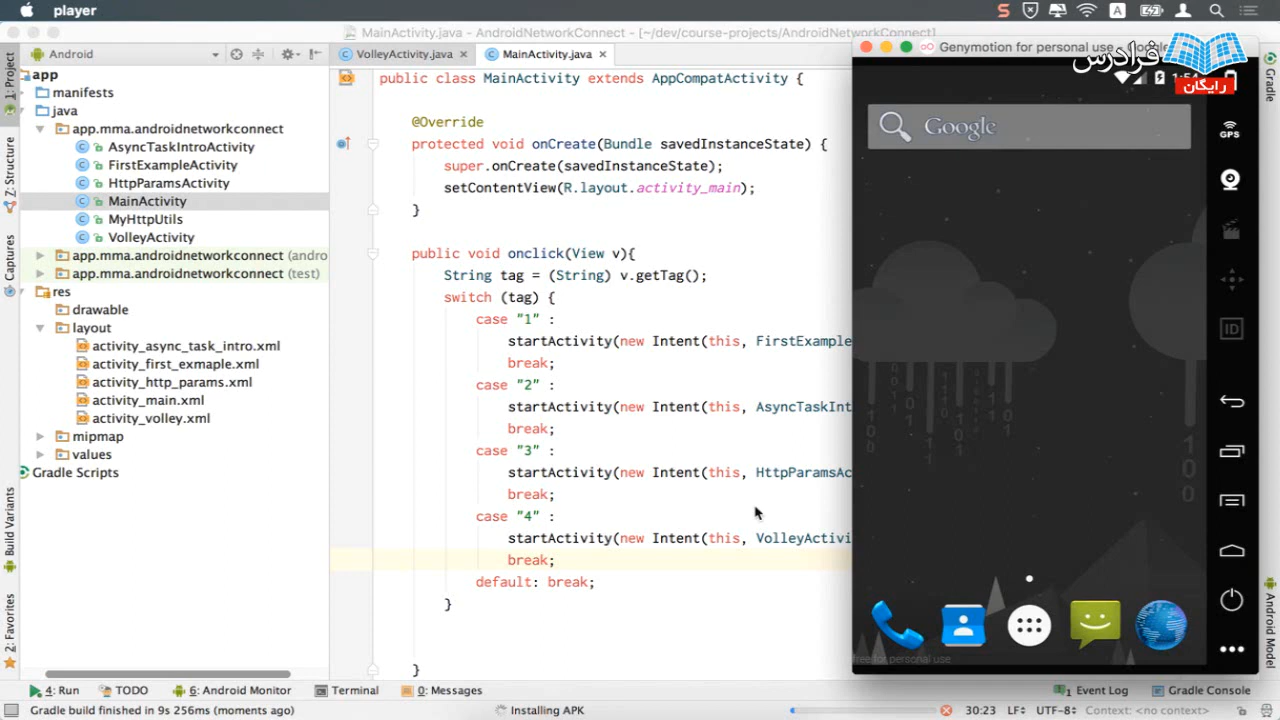 player
A
MainActivity.java - AndroidNetworkConnect - [~/dev/course-projects/AndroidNetworkConnect]
Android
VolleyActivity.java
MainActivity.java
Genymotion for personal use
فرادرس
رایگان
1: Project
Z: Structure
Captures
Build Variants
2: Favorites
app
manifests
java
app.mma.androidnetworkconnect
AsyncTaskIntroActivity
FirstExampleActivity
HttpParamsActivity
MainActivity
MyHttpUtils
VolleyActivity
app.mma.androidnetworkconnect (andro
app.mma.androidnetworkconnect (test)
res
drawable
layout
activity_async_task_intro.xml
activity_first_exmaple.xml
activity_http_params.xml
activity_main.xml
activity_volley.xml
mipmap
values
Gradle Scripts
public class MainActivity extends AppCompatActivity {
@Override
protected void onCreate(Bundle savedInstanceState) {
super.onCreate(savedInstanceState);
setContentView(R.layout.activity_main);
}
public void onclick(View v){
String tag = (String) v.getTag();
switch (tag) {
case "1" :
startActivity(new Intent(this, FirstExample
break;
case "2" :
startActivity(new Intent(this, AsyncTaskInt
break;
case "3" :
startActivity(new Intent(this, HttpParamsAc
break;
case "4" :
startActivity(new Intent(this, VolleyActivi
break;
default: break;
}
}
Google
GPS
ID
free for personal use
Gradle
Android Model
4: Run
TODO
6: Android Monitor
Terminal
0: Messages
1 Event Log
Gradle Console
Gradle build finished in 9s 256ms (moments ago)
Installing APK
30:23
LF÷
UTF-8÷
Context: <no context>